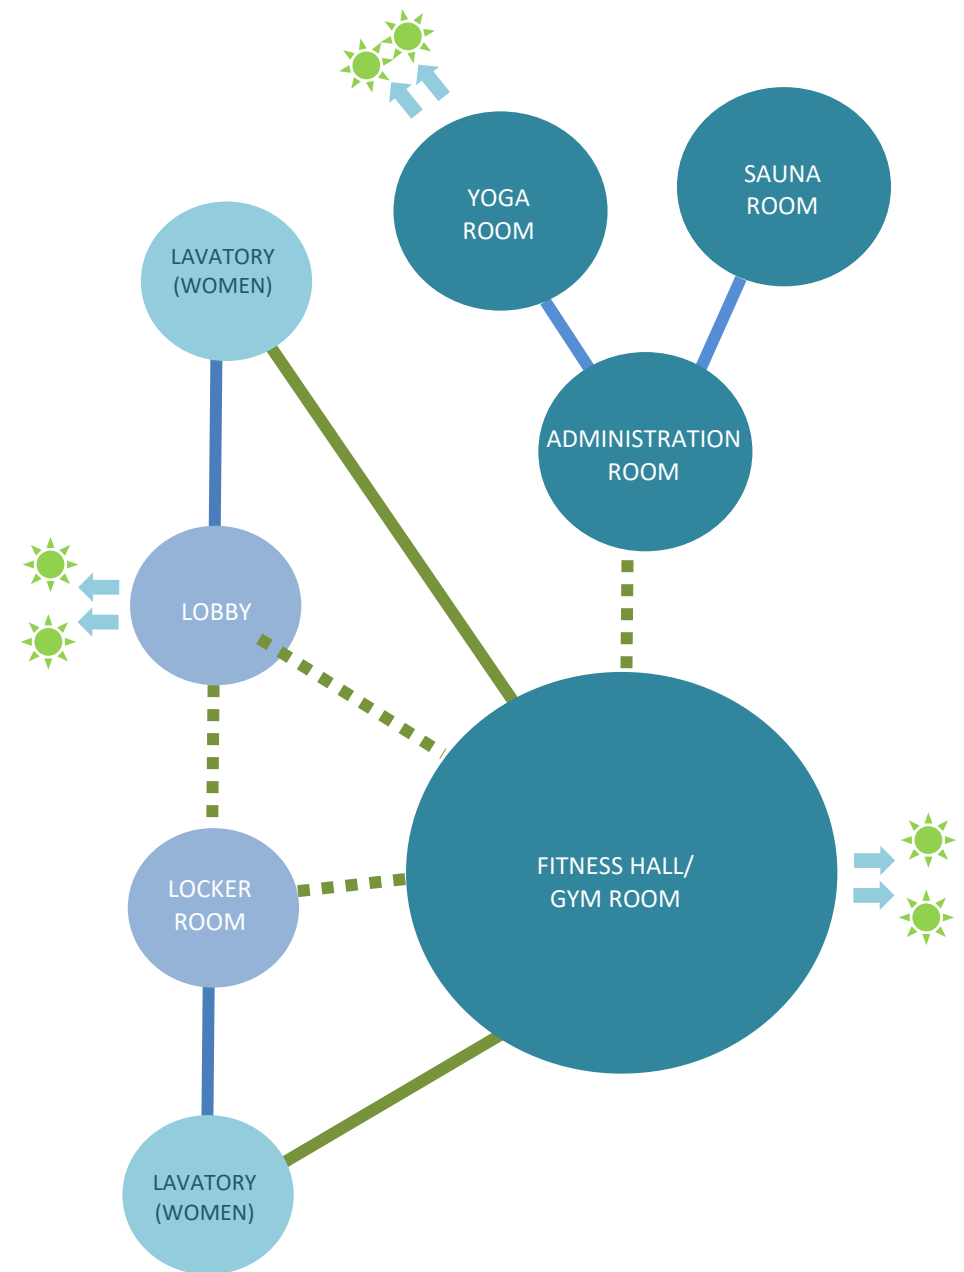 YOGA
ROOM
SAUNA
ROOM
LAVATORY
(WOMEN)
ADMINISTRATION
ROOM
LOBBY
LOCKER
ROOM
FITNESS HALL/
GYM ROOM
LAVATORY
(WOMEN)